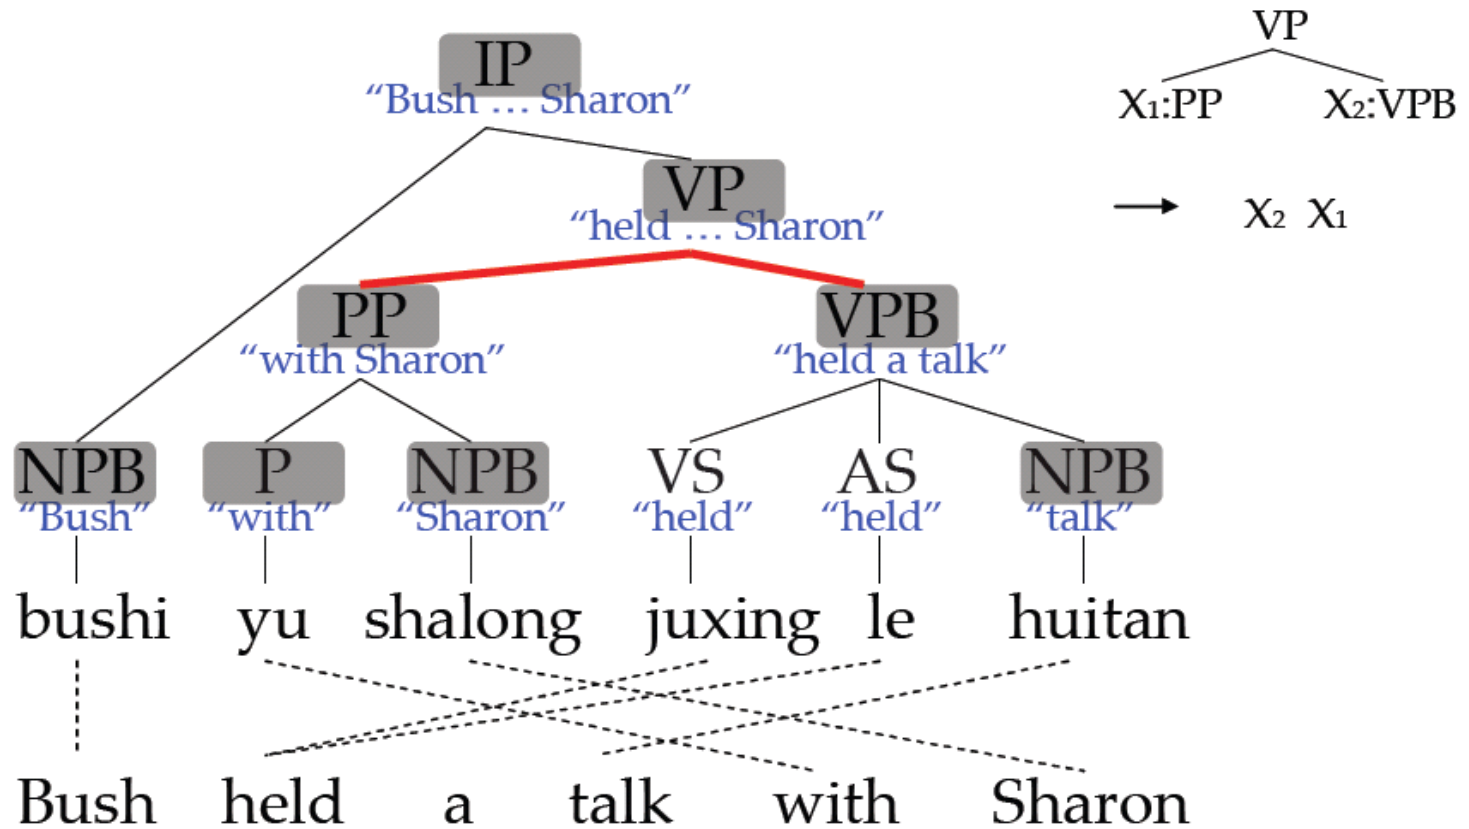 VP
IP
“Bush … Sharon”
X1:PP X2:VPB
VP
“held … Sharon”
X2 X1
PP VPB
“with Sharon” “held a talk”
NPB P NPB VS AS NPB
“Bush” “with” “Sharon” “held” “held” “talk”
bushi yu shalong juxing le huitan
Bush held a talk with Sharon